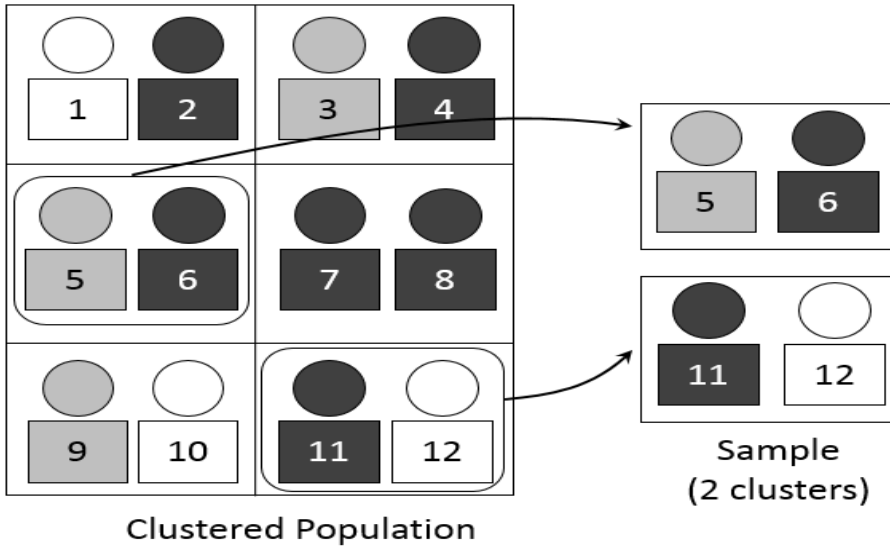 1 2 3 4
5 6
5 6 7 8
11 12
9 10 11 12
Sample
(2 clusters)
Clustered Population